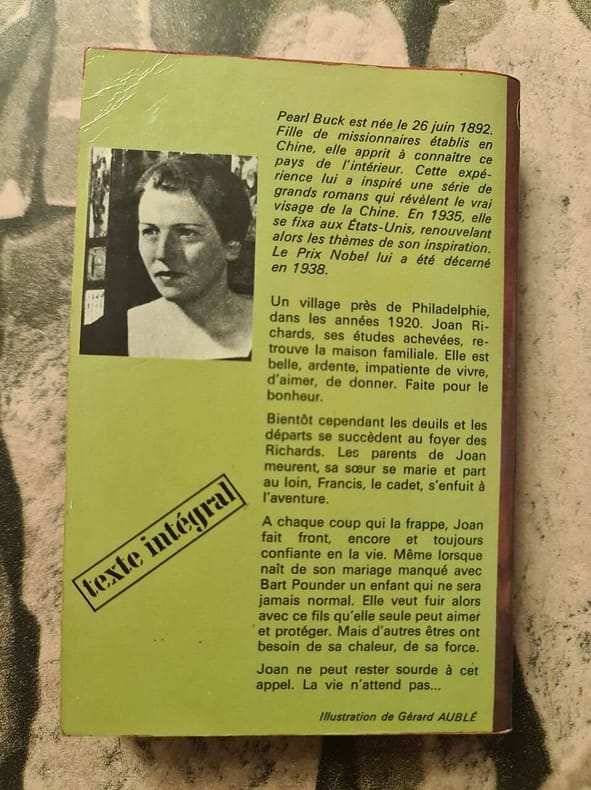 Pearl Buck est née le 26 juin 1892.
Fille de missionnaires établis en
Chine, elle apprit à connaître ce
pays de l'intérieur. Cette expé-
rience lui a inspiré une série de
grands romans qui révèlent le vrai
visage de la Chine. En 1935, elle
se fixa aux États-Unis, renouvelant
alors les thèmes de son inspiration.
Le Prix Nobel lui a été décerné
en 1938.
Un village près de Philadelphie,
dans les années 1920. Joan Ri-
chards, ses études achevées, re-
trouve la maison familiale. Elle est
belle, ardente, impatiente de vivre,
d'aimer, de donner. Faite pour le
bonheur.
Bientôt cependant les deuils et les
départs se succèdent au foyer des
Richards. Les parents de Joan
meurent, sa sœur se marie et part
au loin, Francis, le cadet, s'enfuit à
l'aventure.
A chaque coup qui la frappe, Joan
fait front, encore et toujours
confiante en la vie. Même lorsque
naît de son mariage manqué avec
Bart Pounder un enfant qui ne sera
jamais normal. Elle veut fuir alors
avec ce fils qu'elle seule peut aimer
et protéger. Mais d'autres êtres ont
besoin de sa chaleur, de sa force.
Joan ne peut rester sourde à cet
appel. La vie n'attend pas...
texte intégral
Illustration de Gérard AUBLÉ